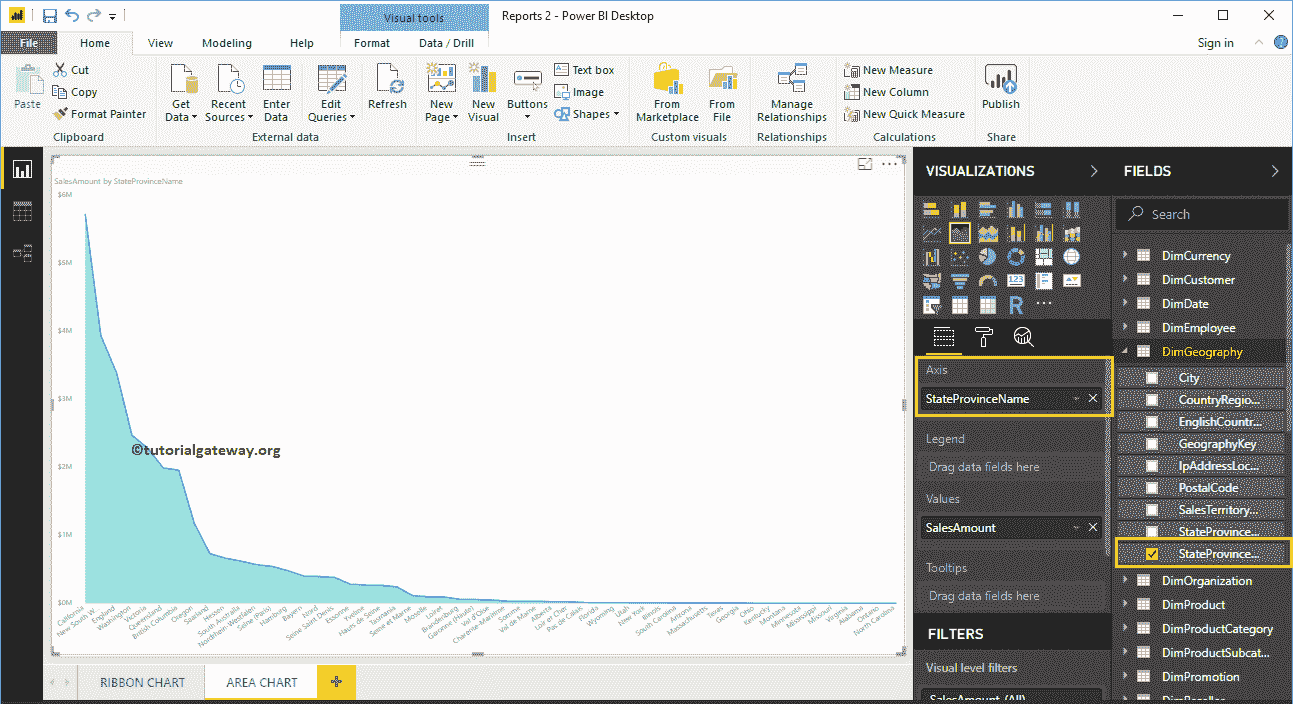 Visual tools
Reports 2 - Power BI Desktop
File
Home
View
Modeling
Help
Format
Data / Drill
Sign in
Paste
Cut
Copy
Format Painter
Clipboard
Get
Data
Recent
Sources
Enter
Data
Edit
Queries
External data
Refresh
New
Page
New
Visual
Buttons
Text box
Image
Shapes
Insert
From
Marketplace
From
File
Custom visuals
Manage
Relationships
Relationships
New Measure
New Column
New Quick Measure
Calculations
Publish
Share
SalesAmount by StateProvinceName
$6M
$5M
$4M
$3M
$2M
$1M
$0M
©tutorialgateway.org
California
New South W...
England
Washington
Victoria
Queensland
British Columbia
Oregon
Saarland
Hessen
South Australia
Nordrhein-Westfalen
Seine (Paris)
Hamburg
Bayern
Nord
Seine Saint Denis
Essonne
Yveline
Hauts de Seine
Tasmania
Seine et Marne
Moselle
Loiret
Brandenburg
Garonne (Haute)
Val d'Oise
Charente-Maritime
Somme
Val de Marne
Alberta
Loir et Cher
Pas de Calais
Florida
Wyoming
Utah
New York
Illinois
South Carolina
Arizona
Massachusetts
Texas
Georgia
Ohio
Kentucky
Montana
Minnesota
Mississippi
Missouri
Virginia
Alabama
Ontario
North Carolina
RIBBON CHART
AREA CHART
VISUALIZATIONS
123
R
Axis
StateProvinceName
Legend
Drag data fields here
Values
SalesAmount
Tooltips
Drag data fields here
FILTERS
Visual level filters
SalesAmount (All)
FIELDS
Search
DimCurrency
DimCustomer
DimDate
DimEmployee
DimGeography
City
CountryRegio...
EnglishCountr...
GeographyKey
IpAddressLoc...
PostalCode
SalesTerritory...
StateProvince...
StateProvince...
DimOrganization
DimProduct
DimProductCategory
DimProductSubcat...
DimPromotion
DimReseller